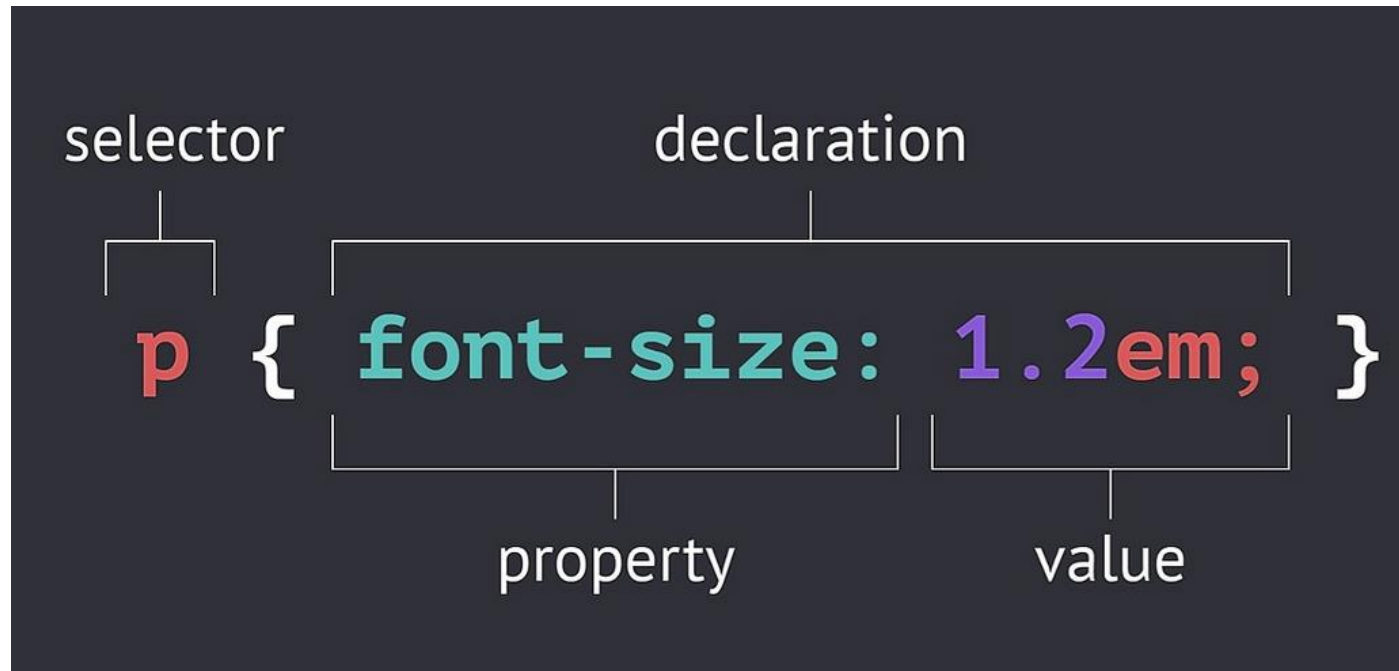 selector declaration
p { font-size: 1.2em; }
property value